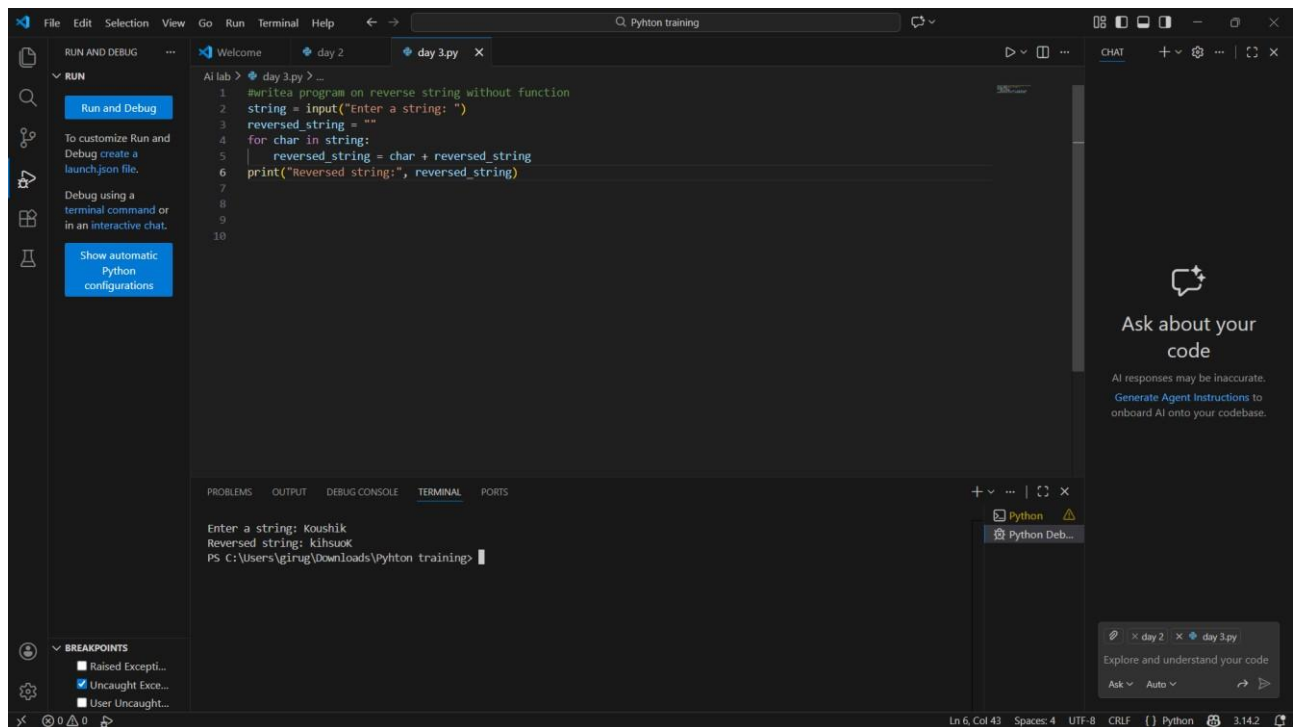 File Edit Selection View Go Run Terminal Help
Pyhton training
RUN AND DEBUG ...
RUN
Run and Debug
To customize Run and
Debug create a
launch.json file.
Debug using a
terminal command or
in an interactive chat.
Show automatic
Python
configurations
BREAKPOINTS
Raised Excepti...
Uncaught Exce...
User Uncaught...
Welcome day 2 day 3.py
Ai lab > day 3.py > ...
1 #writea program on reverse string without function
2 string = input("Enter a string: ")
3 reversed_string = ""
4 for char in string:
5 reversed_string = char + reversed_string
6 print("Reversed string:", reversed_string)
7
8
9
10
PROBLEMS OUTPUT DEBUG CONSOLE TERMINAL PORTS
Enter a string: Koushik
Reversed string: kihsuoK
PS C:\Users\girug\Downloads\Pyhton training>
Python
Python Deb...
CHAT
Ask about your
code
AI responses may be inaccurate.
Generate Agent Instructions to
onboard AI onto your codebase.
day 2 day 3.py
Explore and understand your code
Ask Auto
0 0 Ln 6, Col 43 Spaces: 4 UTF-8 CRLF {} Python 3.14.2